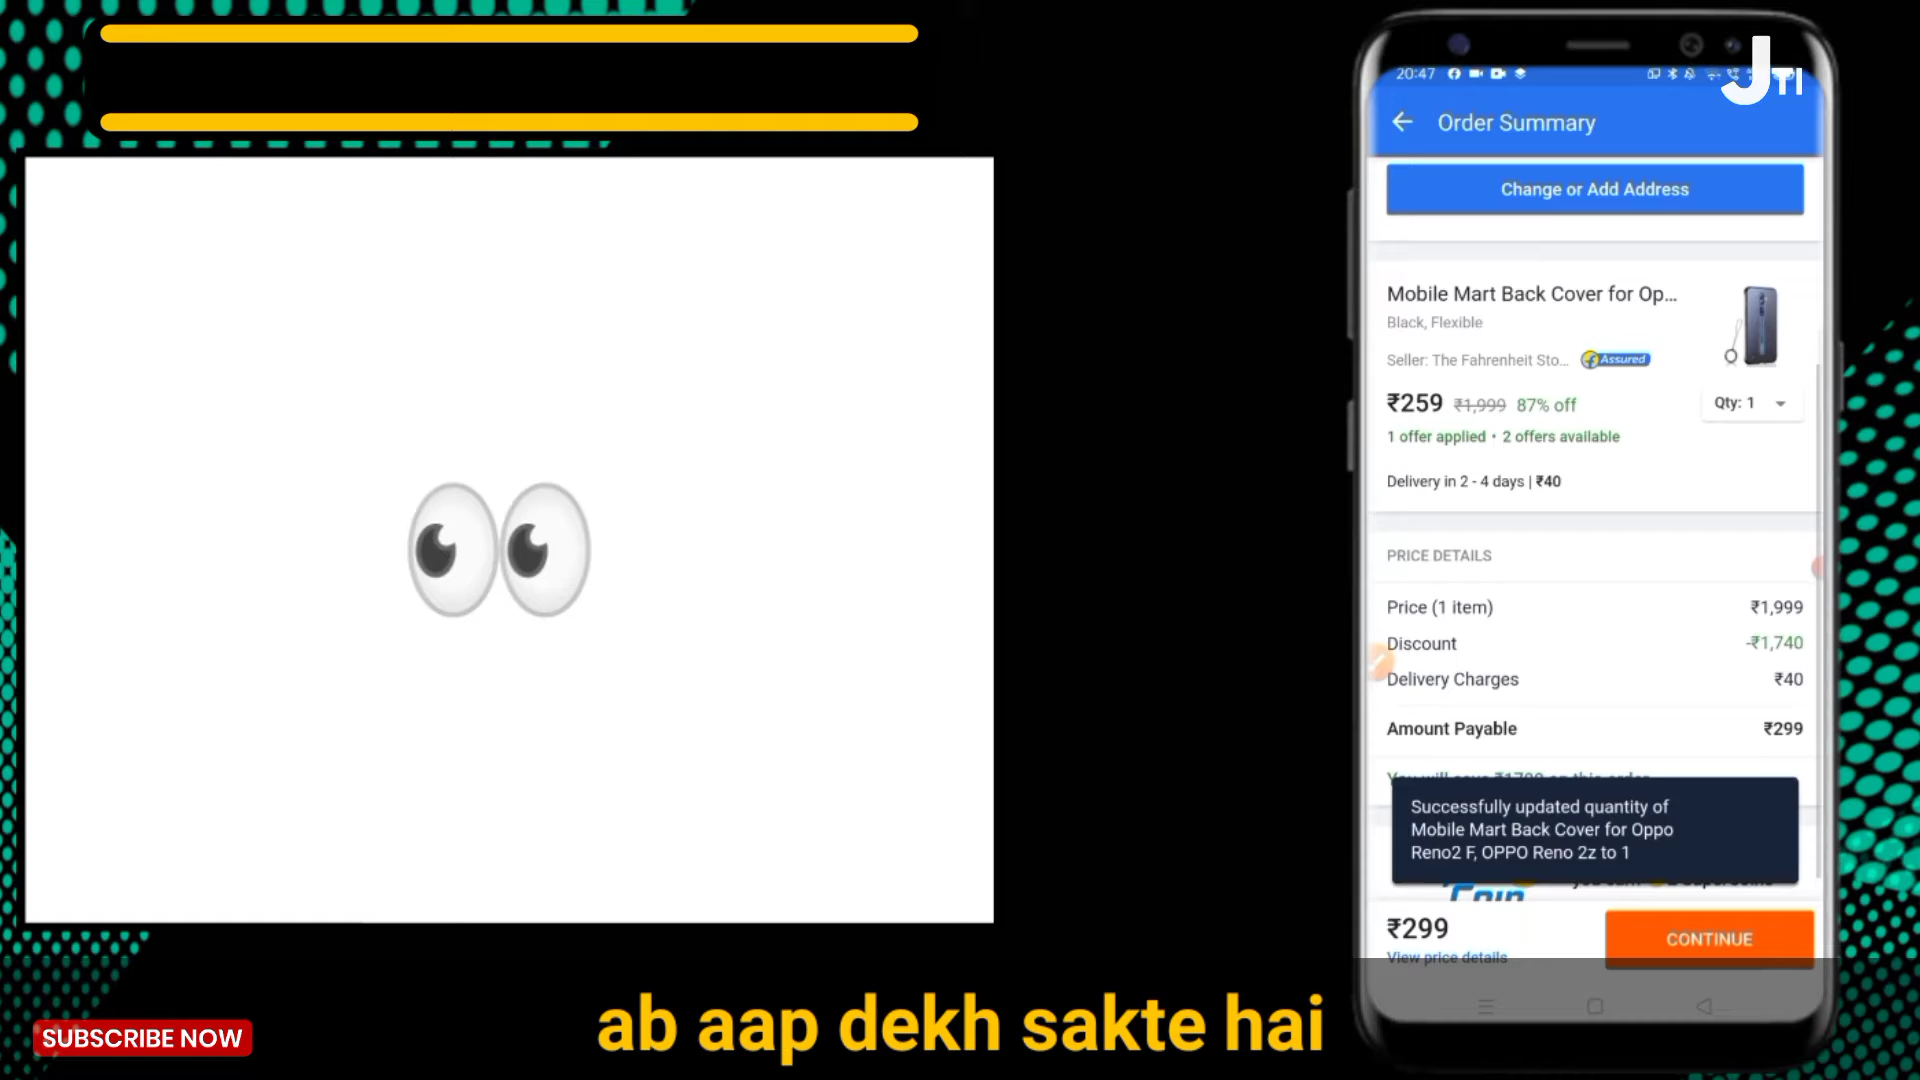 20:47
JTI
Order Summary
Change or Add Address
Mobile Mart Back Cover for Op...
Black, Flexible
Seller: The Fahrenheit Sto... Assured
₹259 ₹1,999 87% off
Qty: 1
1 offer applied • 2 offers available
Delivery in 2 - 4 days | ₹40
PRICE DETAILS
Price (1 item) ₹1,999
Discount -₹1,740
Delivery Charges ₹40
Amount Payable ₹299
Successfully updated quantity of
Mobile Mart Back Cover for Oppo
Reno2 F, OPPO Reno 2z to 1
₹299
View price details
CONTINUE
ab aap dekh sakte hai
SUBSCRIBE NOW